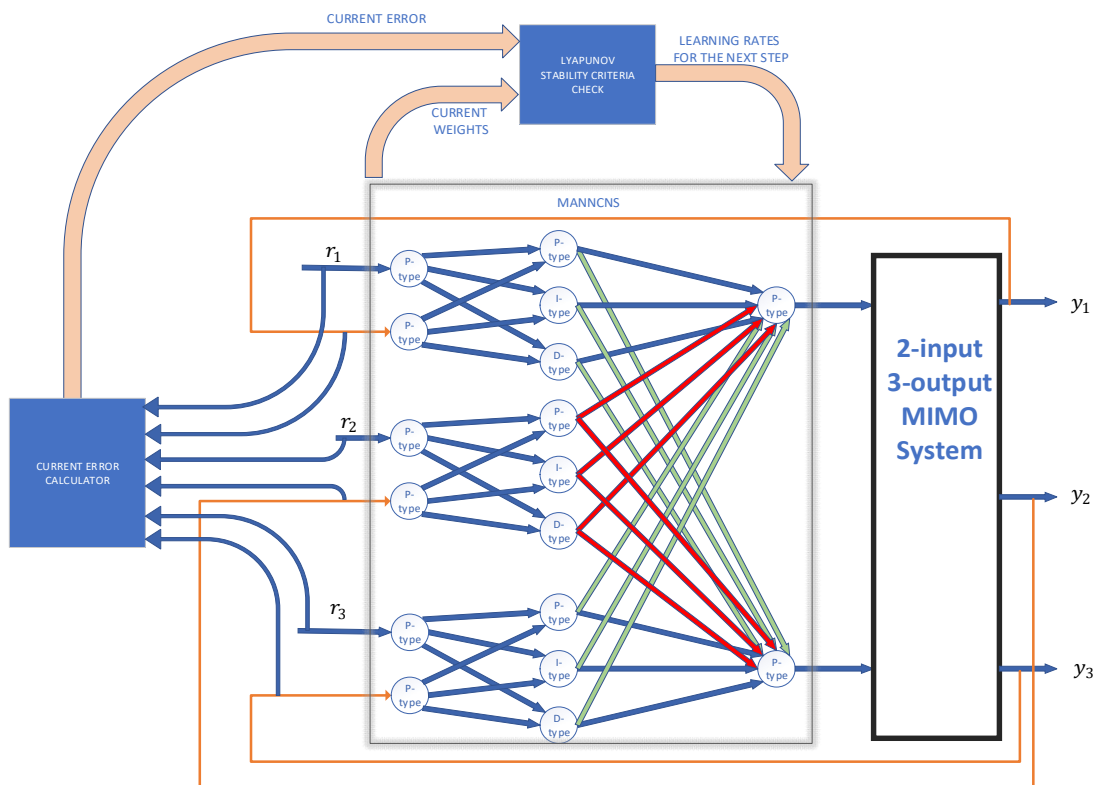 CURRENT ERROR
LYAPUNOV
STABILITY CRITERIA
CHECK
LEARNING RATES
FOR THE NEXT STEP
CURRENT
WEIGHTS
MANNCNS
r1
P-
type
P-
type
P-
type
I-
type
D-
type
P-
type
r2
P-
type
P-
type
P-
type
I-
type
D-
type
r3
P-
type
P-
type
P-
type
I-
type
D-
type
P-
type
CURRENT ERROR
CALCULATOR
2-input
3-output
MIMO
System
y1
y2
y3